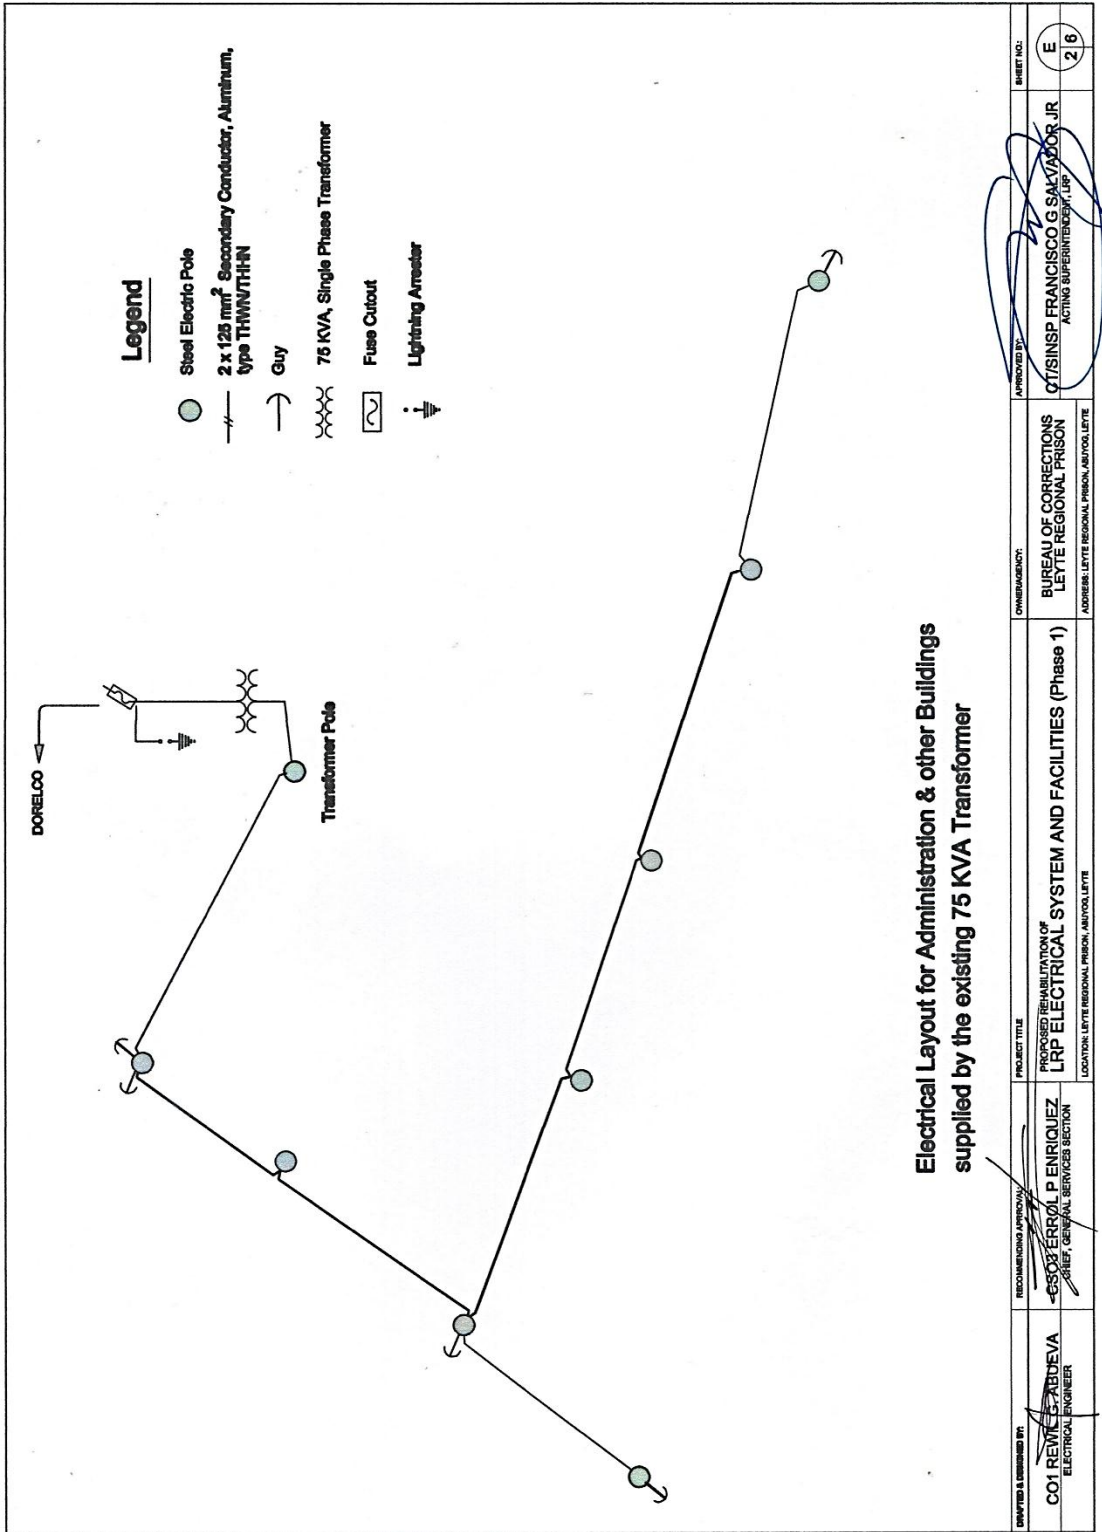 DORELCO
Transformer Pole
Legend
Steel Electric Pole
2 x 125 mm² Secondary Conductor, Aluminum,
type THWN/THHN
Guy
75 KVA, Single Phase Transformer
Fuse Cutout
Lightning Arrester
Electrical Layout for Administration & other Buildings
supplied by the existing 75 KVA Transformer
DRAFTED & DESIGNED BY:
CO1 REWIL G. ABUEVA
ELECTRICAL ENGINEER
RECOMMENDING APPROVAL:
CSO3 ERROL P ENRIQUEZ
CHIEF, GENERAL SERVICES SECTION
PROJECT TITLE
PROPOSED REHABILITATION OF
LRP ELECTRICAL SYSTEM AND FACILITIES (Phase 1)
LOCATION: LEYTE REGIONAL PRISON, ABUYOG, LEYTE
OWNER/AGENCY:
BUREAU OF CORRECTIONS
LEYTE REGIONAL PRISON
ADDRESS: LEYTE REGIONAL PRISON, ABUYOG, LEYTE
APPROVED BY:
CT/SINSP FRANCISCO G SALVADOR JR
ACTING SUPERINTENDENT, LRP
SHEET NO.:
E
2 6